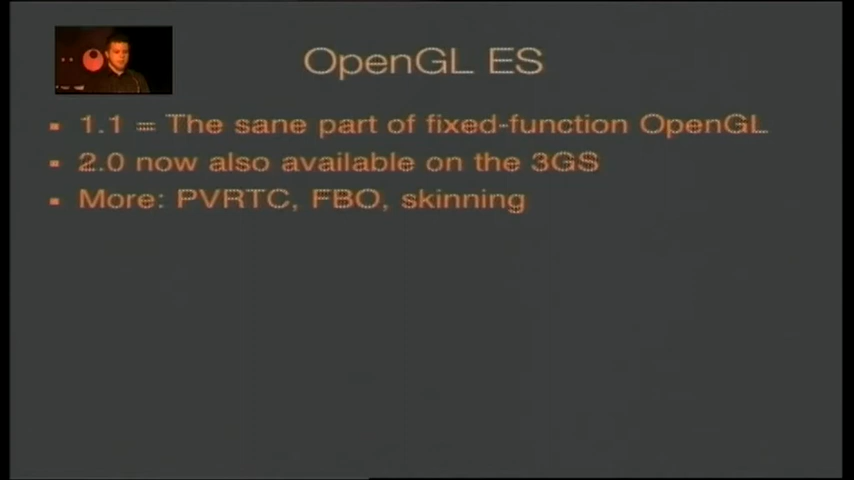 OpenGL ES
1.1 = The sane part of fixed-function OpenGL
2.0 now also available on the 3GS
More: PVRTC, FBO, skinning